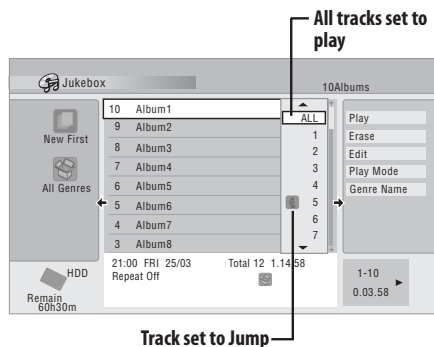 All tracks set to
play
Jukebox
10Albums
New First
All Genres
10 Album1
9 Album2
8 Album3
7 Album4
6 Album5
5 Album6
4 Album7
3 Album8
ALL
1
2
3
4
5
6
7
Play
Erase
Edit
Play Mode
Genre Name
HDD
Remain
60h30m
21:00 FRI 25/03 Total 12 1.14.58
Repeat Off
1-10
0.03.58
Track set to Jump